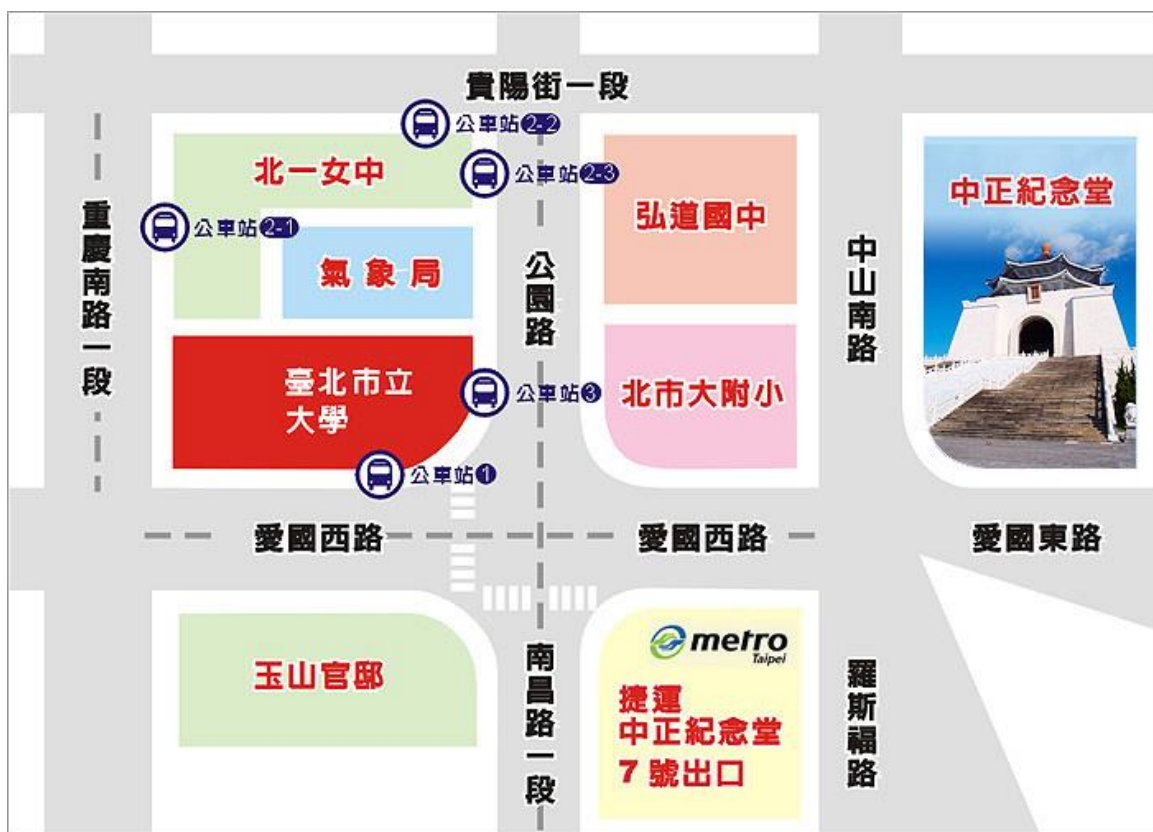 貴陽街一段
公車站2-2
北一女中
公車站2-3
中正紀念堂
弘道國中
公車站2-1
重慶南路一段
氣象局
公園路
中山南路
臺北市立
大學
公車站3
北市大附小
公車站1
愛國西路
愛國西路
愛國東路
metro
Taipei
玉山官邸
南昌路一段
捷運
中正紀念堂
7號出口
羅斯福路